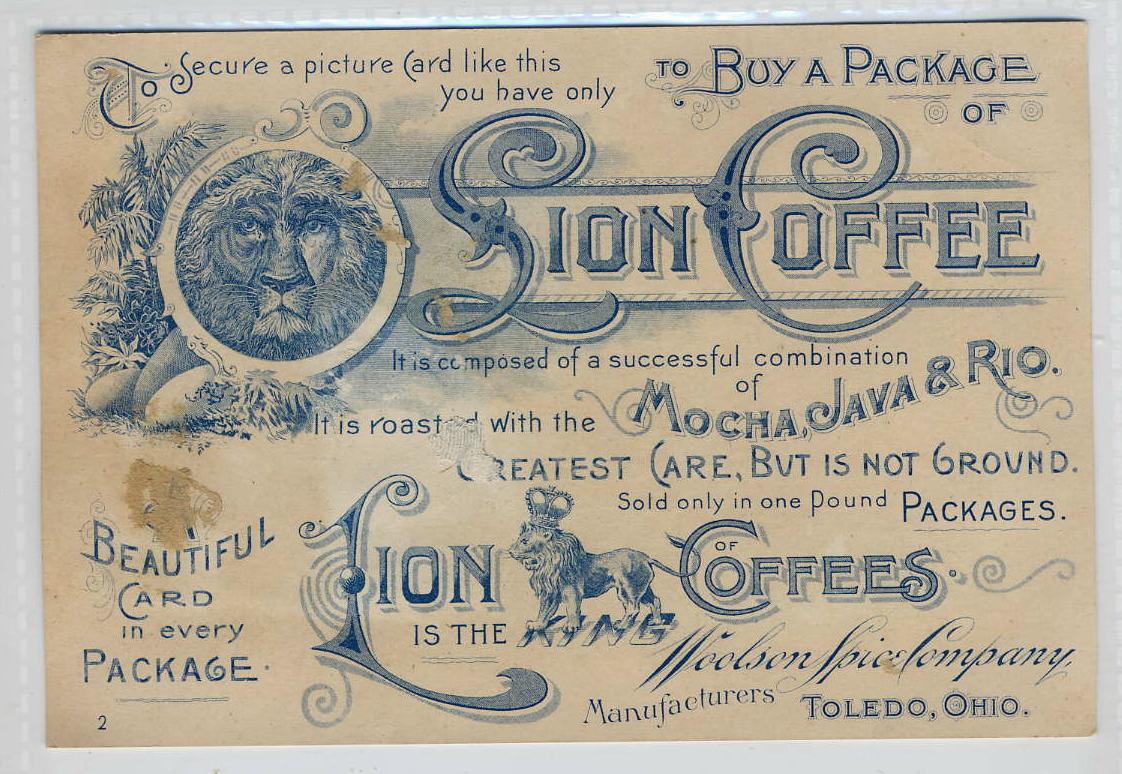 To Secure a picture Card like this
you have only
TO BUY A PACKAGE
OF
LION COFFEE
It is composed of a successful combination
of
MOCHA, JAVA & RIO.
It is roasted with the
GREATEST CARE, BUT IS NOT GROUND.
Sold only in one Pound PACKAGES.
LION
IS THE KING
OF
COFFEES.
BEAUTIFUL
CARD
in every
PACKAGE.
Woolson Spice Company,
Manufacturers TOLEDO, OHIO.
2